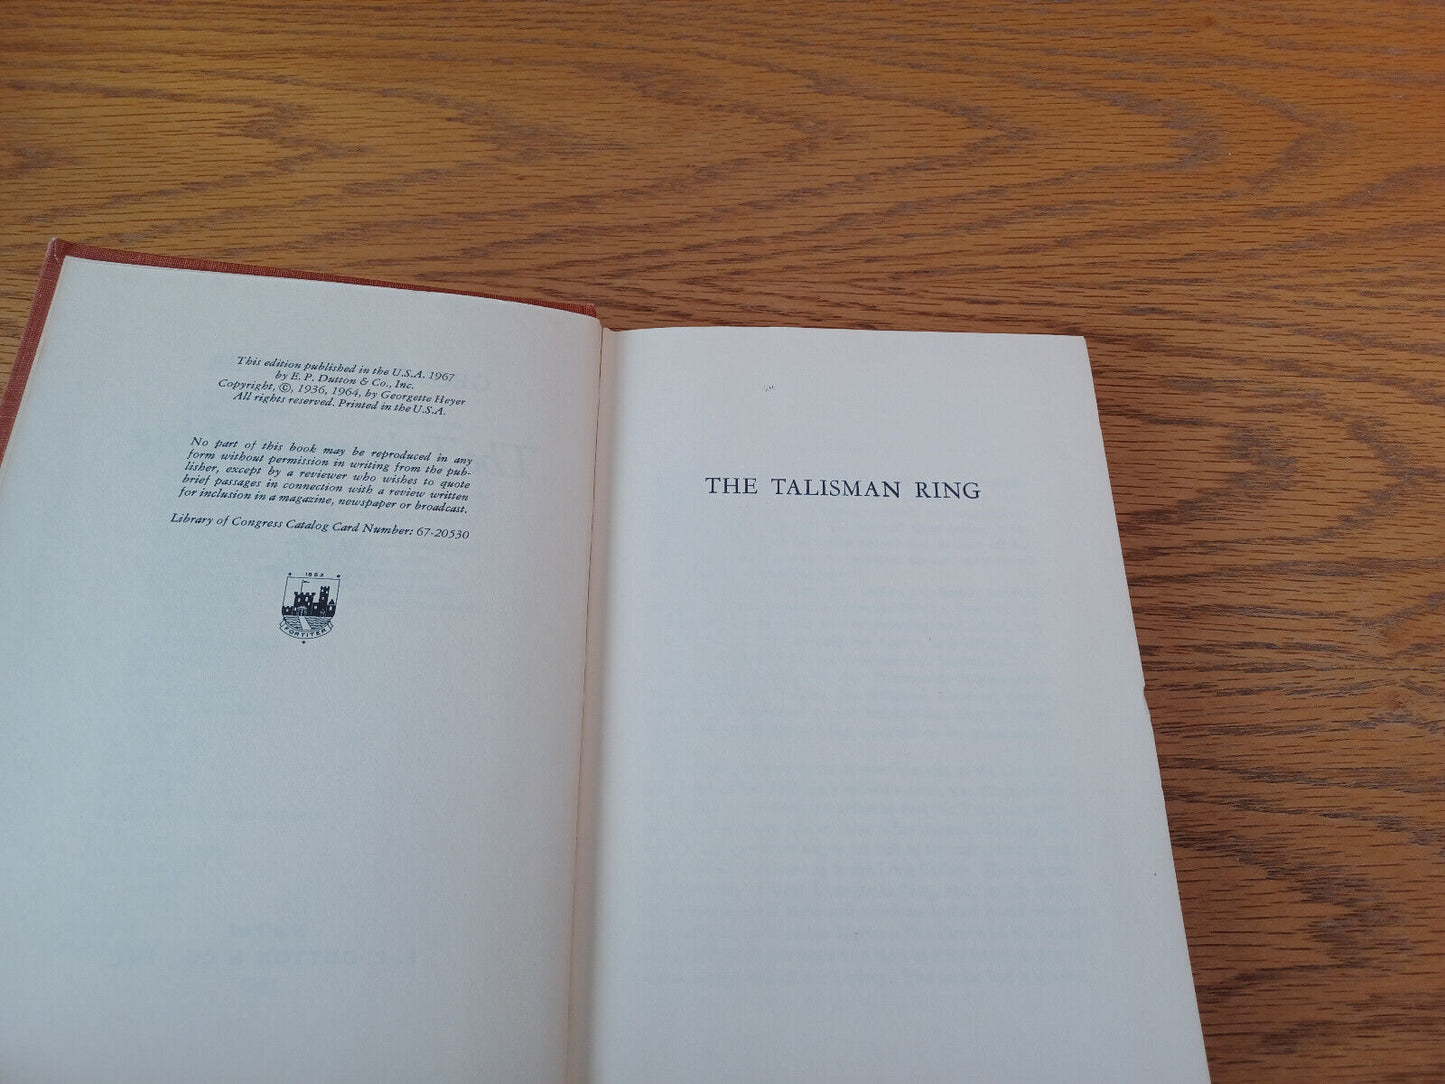 This edition published in the U.S.A. 1967
by E. P. Dutton & Co., Inc.
Copyright, ©, 1936, 1964, by Georgette Heyer
All rights reserved. Printed in the U.S.A.
No part of this book may be reproduced in any
form without permission in writing from the pub-
lisher, except by a reviewer who wishes to quote
brief passages in connection with a review written
for inclusion in a magazine, newspaper or broadcast.
Library of Congress Catalog Card Number: 67-20530
1852
FORTITER
THE TALISMAN RING